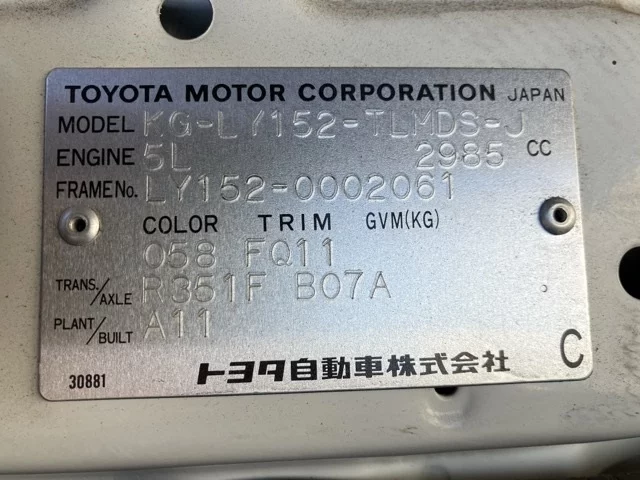 TOYOTA MOTOR CORPORATION JAPAN
MODEL KG-LY152-TLMDS-J
ENGINE 5L 2985 CC
FRAME No. LY152-0002061
COLOR TRIM GVM(KG)
058 FQ11
TRANS./AXLE R351F B07A
PLANT/BUILT A11
C
30881 トヨタ自動車株式会社